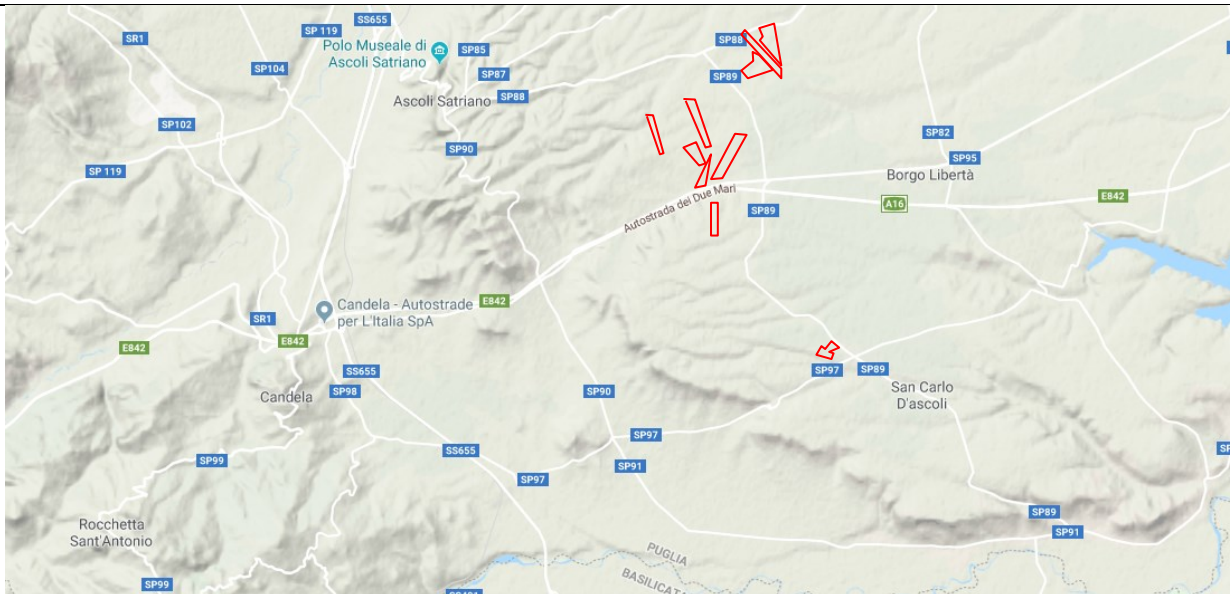 SS655
SP 119
SR1
SP88
Polo Museale di
Ascoli Satriano
SP85
SP104
SP87
SP89
Ascoli Satriano
SP88
SP102
SP82
SP90
SP95
SP 119
Borgo Libertà
Autostrada dei Due Mari
E842
A16
SP89
Candela - Autostrade
per L'Italia SpA
E842
SR1
E842
E842
SS655
SP97
SP89
SP98
SP90
Candela
San Carlo
D'ascoli
SP97
SS655
SP99
SP91
SP97
SP89
Rocchetta
Sant'Antonio
SP91
PUGLIA
BASILICATA
SP99